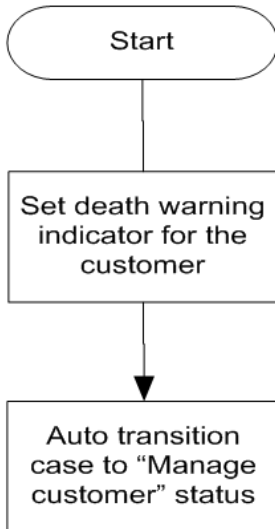 Start
Set death warning
indicator for the
customer
Auto transition
case to “Manage
customer” status